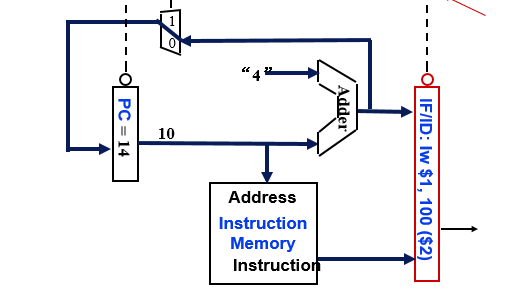 1
0
“4”
Adder
PC = 14
10
IF/ID: lw $1, 100 ($2)
Address
Instruction
Memory
Instruction